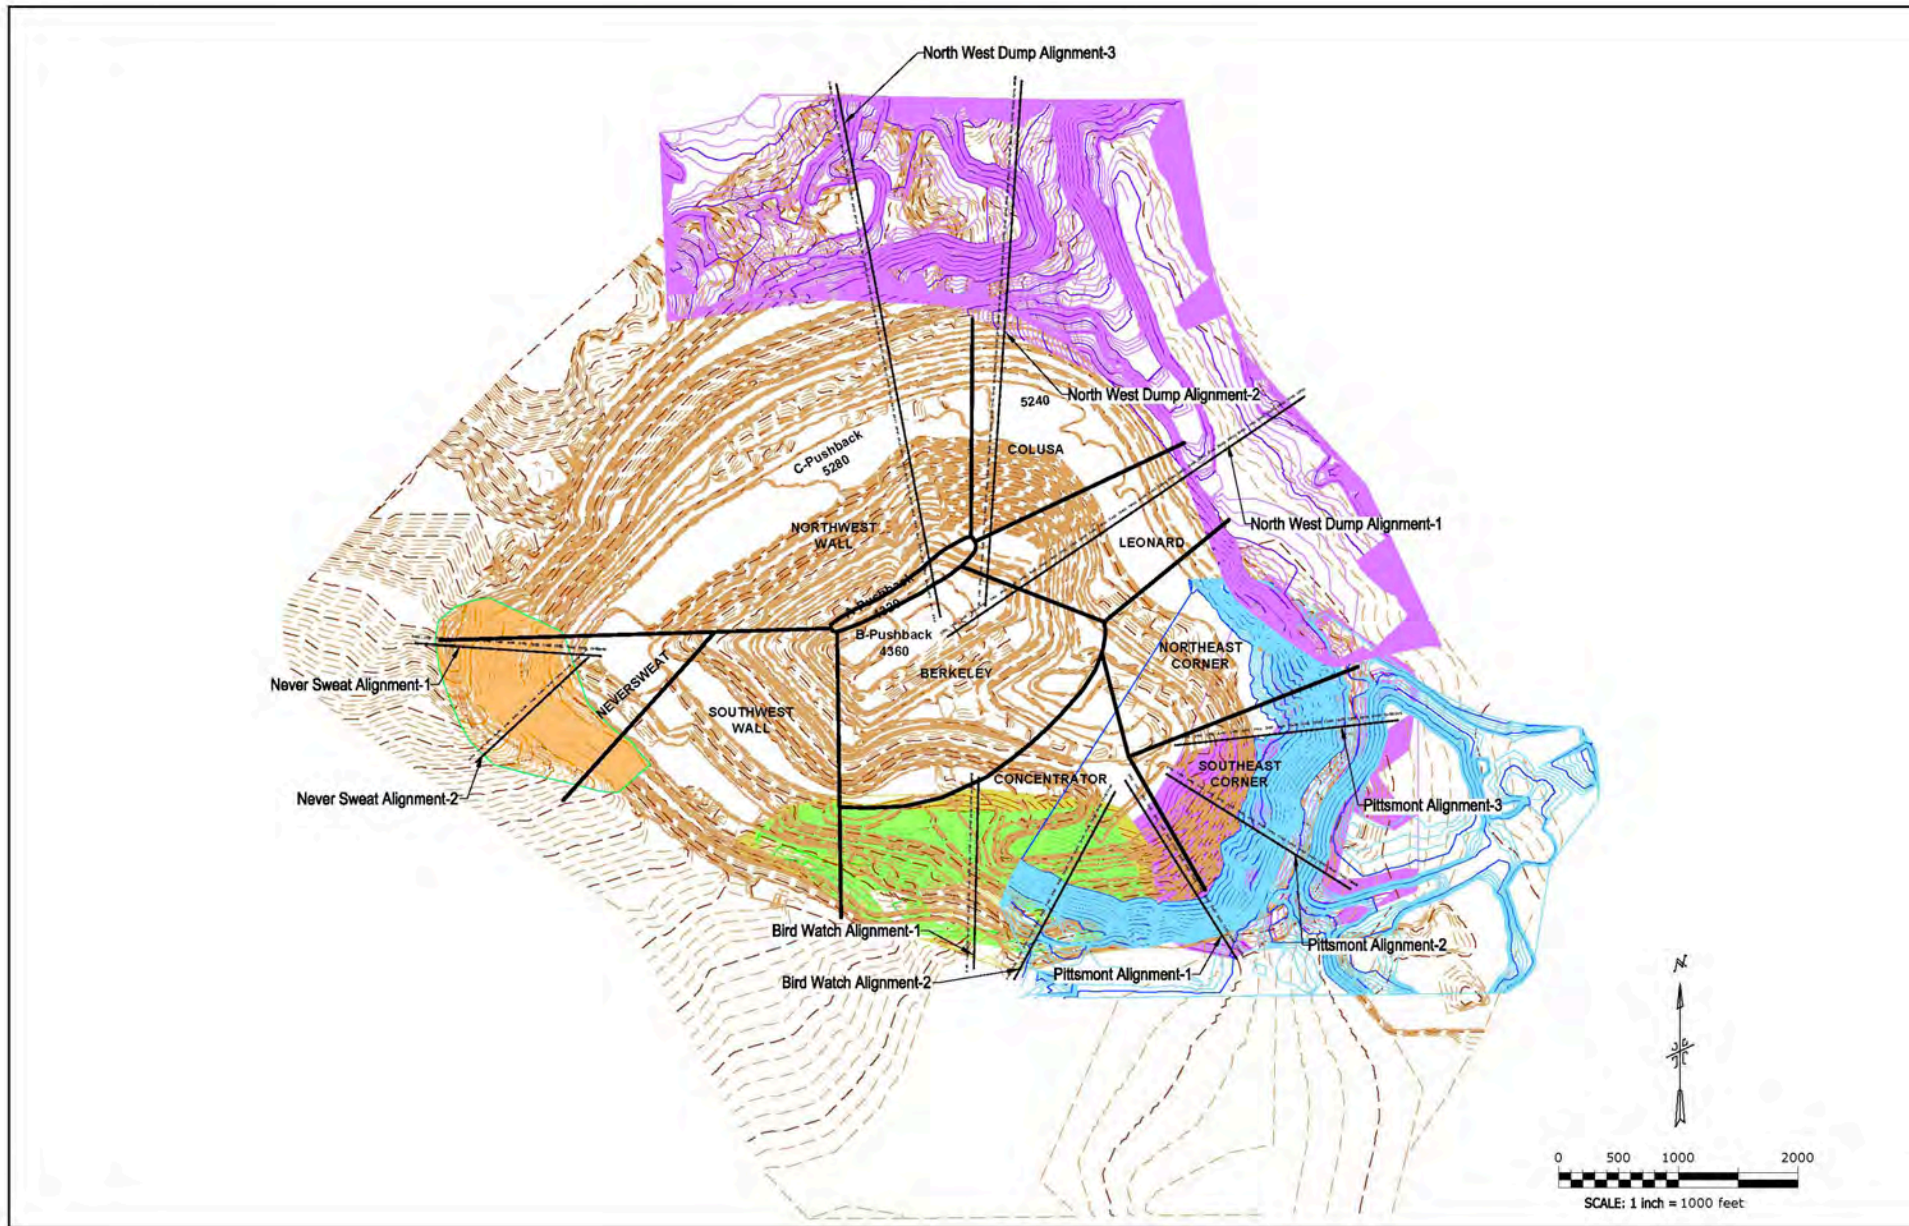 North West Dump Alignment-3
North West Dump Alignment-2
5240
COLUSA
C-Pushback
5280
NORTHWEST
WALL
North West Dump Alignment-1
LEONARD
A-Pushback
4320
B-Pushback
4360
BERKELEY
NORTHEAST
CORNER
NEVERSWEAT
Never Sweat Alignment-1
SOUTHWEST
WALL
Never Sweat Alignment-2
CONCENTRATOR
SOUTHEAST
CORNER
Pittsmont Alignment-3
Bird Watch Alignment-1
Pittsmont Alignment-2
Bird Watch Alignment-2
Pittsmont Alignment-1
N
0 500 1000 2000
SCALE: 1 inch = 1000 feet